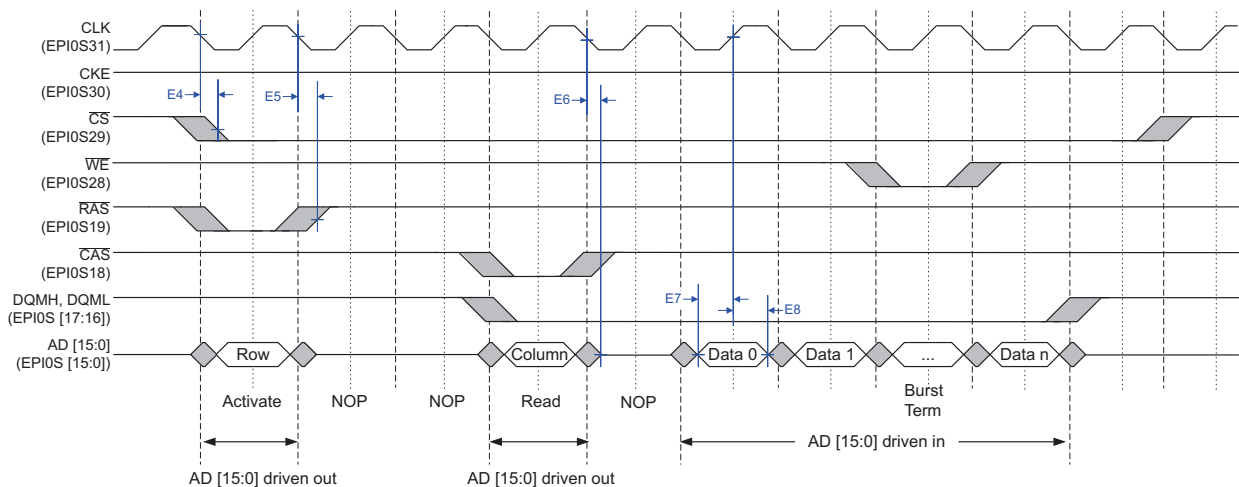 CLK
(EPI0S31)
CKE
(EPI0S30)
E4
E5
E6
CS
(EPI0S29)
WE
(EPI0S28)
RAS
(EPI0S19)
CAS
(EPI0S18)
DQMH, DQML
(EPI0S [17:16])
E7
E8
AD [15:0]
(EPI0S [15:0])
Row
Column
Data 0
Data 1
...
Data n
Activate
NOP
NOP
Read
NOP
Burst
Term
AD [15:0] driven in
AD [15:0] driven out
AD [15:0] driven out